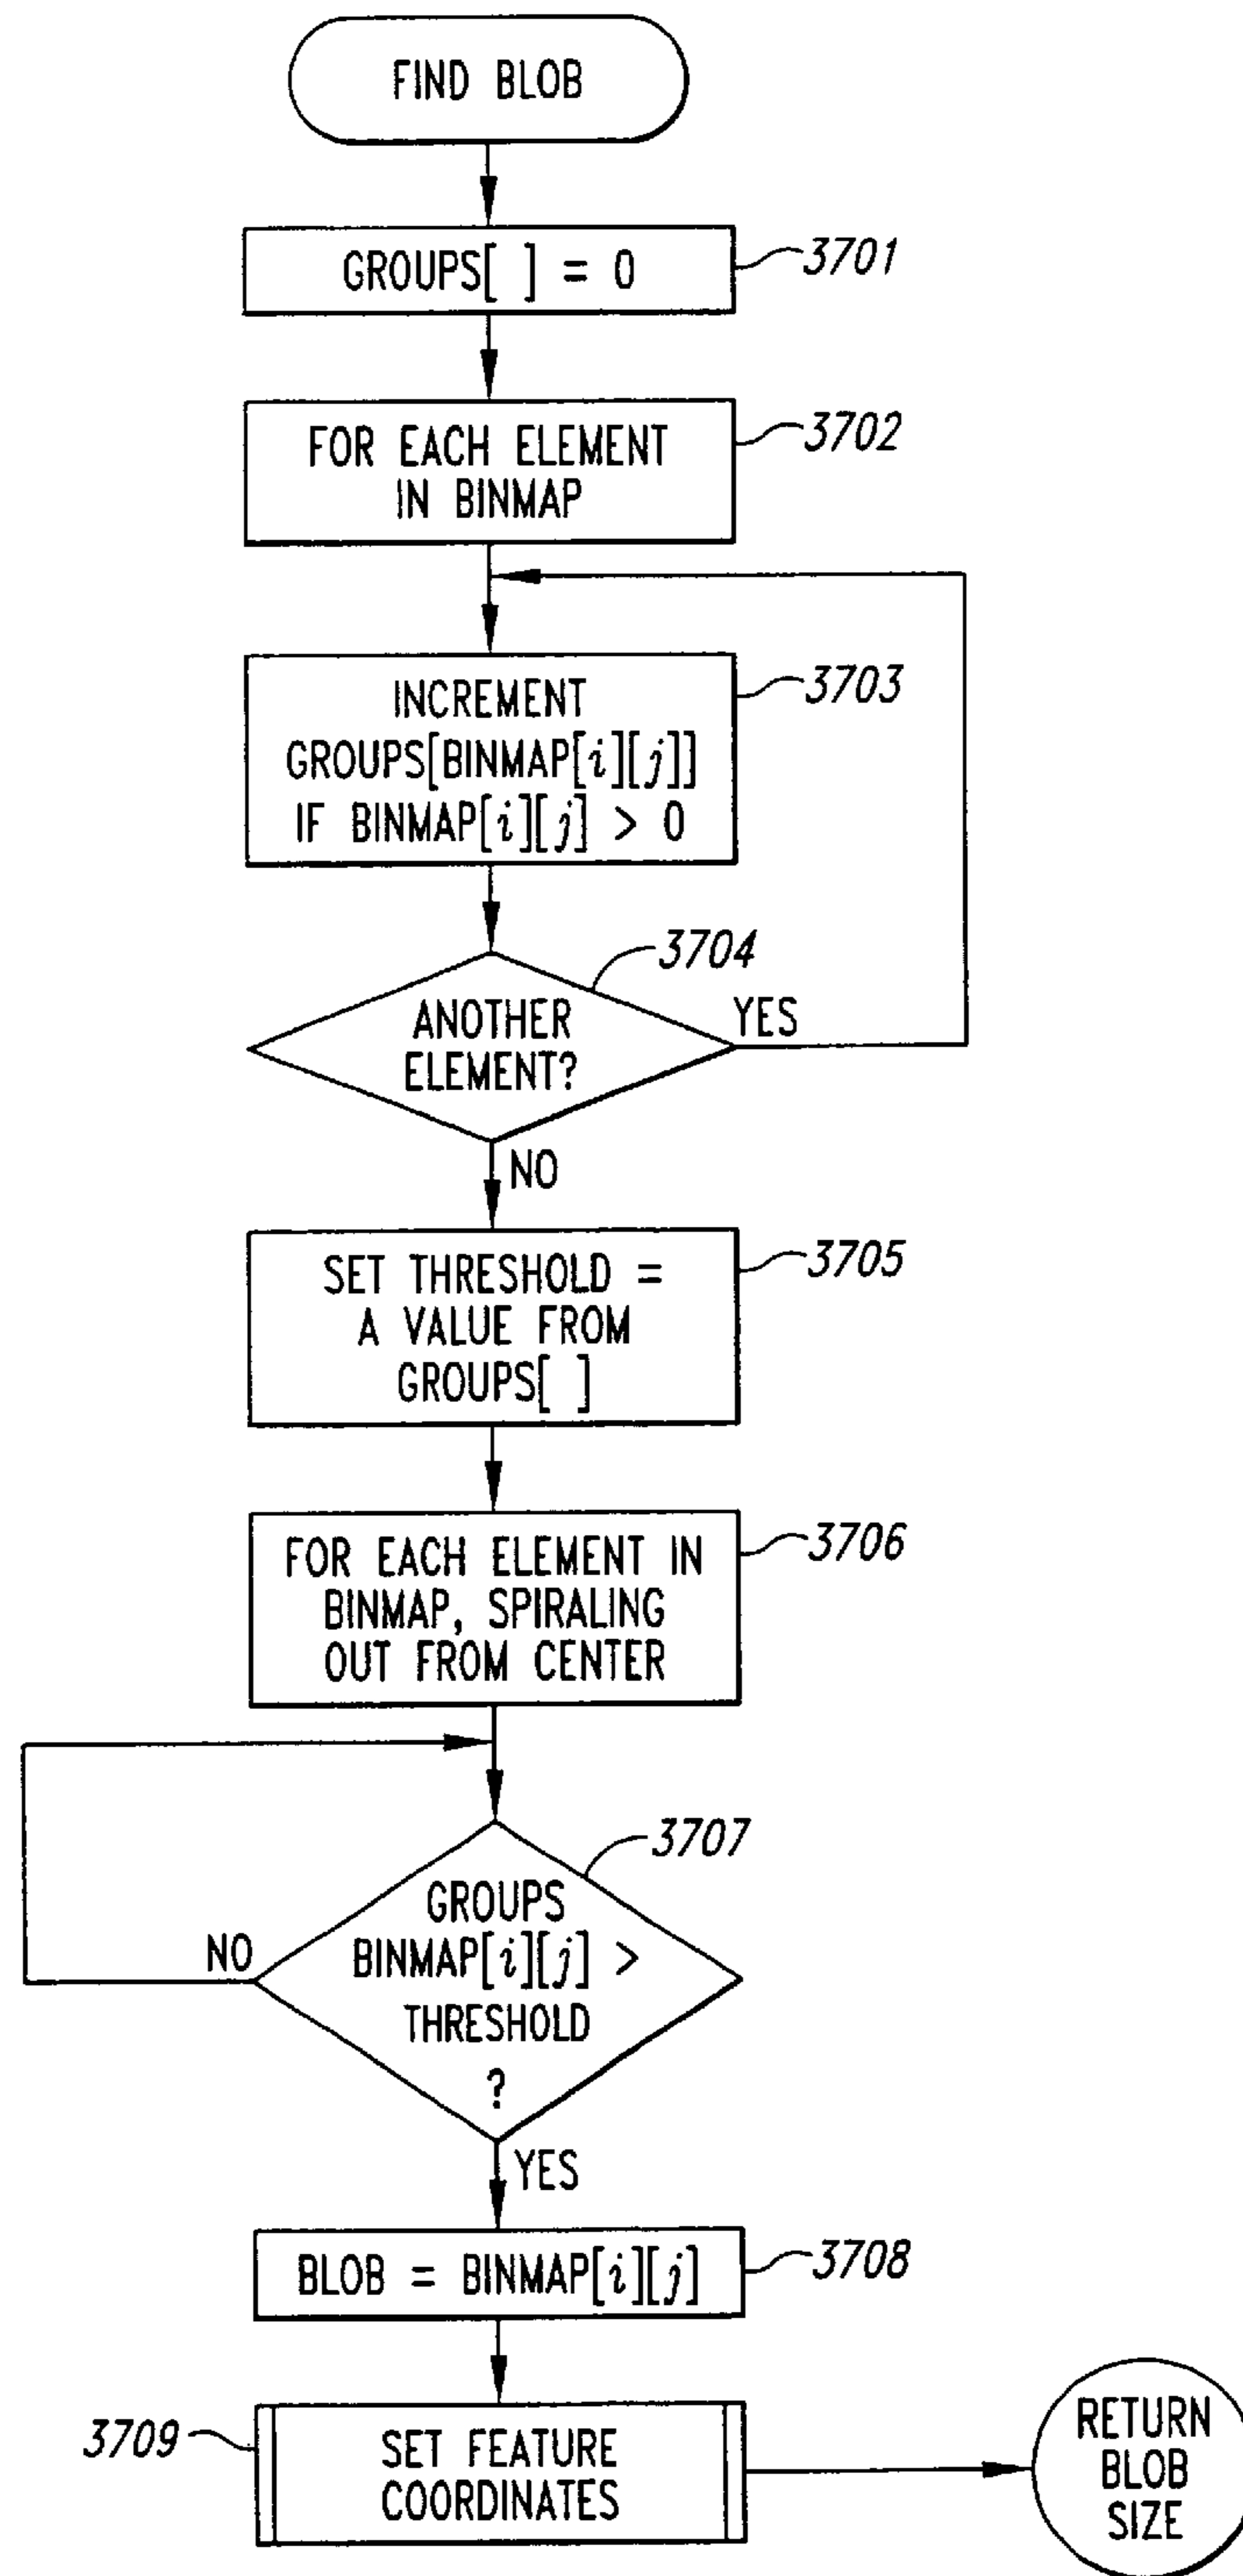 FIND BLOB
GROUPS[ ] = 0
3701
FOR EACH ELEMENT
IN BINMAP
3702
INCREMENT
GROUPS[BINMAP[i][j]]
IF BINMAP[i][j] > 0
3703
3704
ANOTHER
ELEMENT?
YES
NO
SET THRESHOLD =
A VALUE FROM
GROUPS[ ]
3705
FOR EACH ELEMENT IN
BINMAP, SPIRALING
OUT FROM CENTER
3706
3707
GROUPS
BINMAP[i][j] >
THRESHOLD
?
NO
YES
BLOB = BINMAP[i][j]
3708
3709
SET FEATURE
COORDINATES
RETURN
BLOB
SIZE